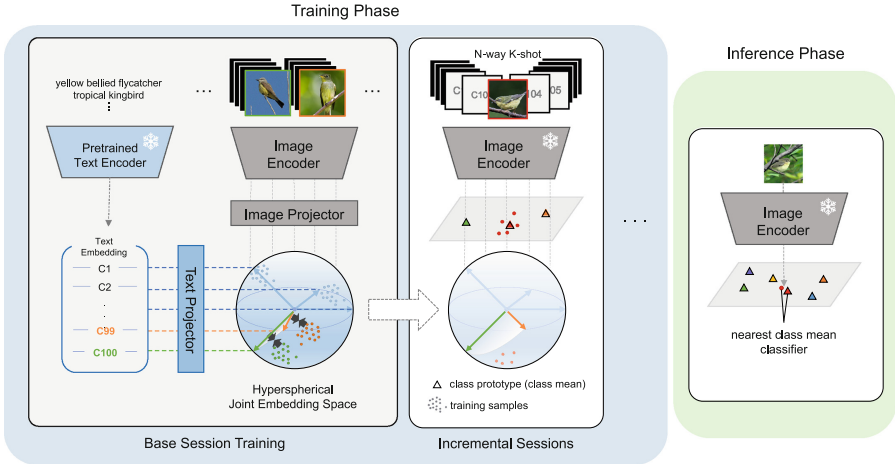 Training Phase
yellow bellied flycatcher
tropical kingbird
⋮
...
...
Pretrained
Text Encoder
Image
Encoder
Image Projector
Text
Embedding
C1
C2
C99
C100
Text Projector
Hyperspherical
Joint Embedding Space
Base Session Training
N-way K-shot
C
C10
104
05
Image
Encoder
class prototype (class mean)
training samples
Incremental Sessions
...
Inference Phase
Image
Encoder
nearest class mean
classifier